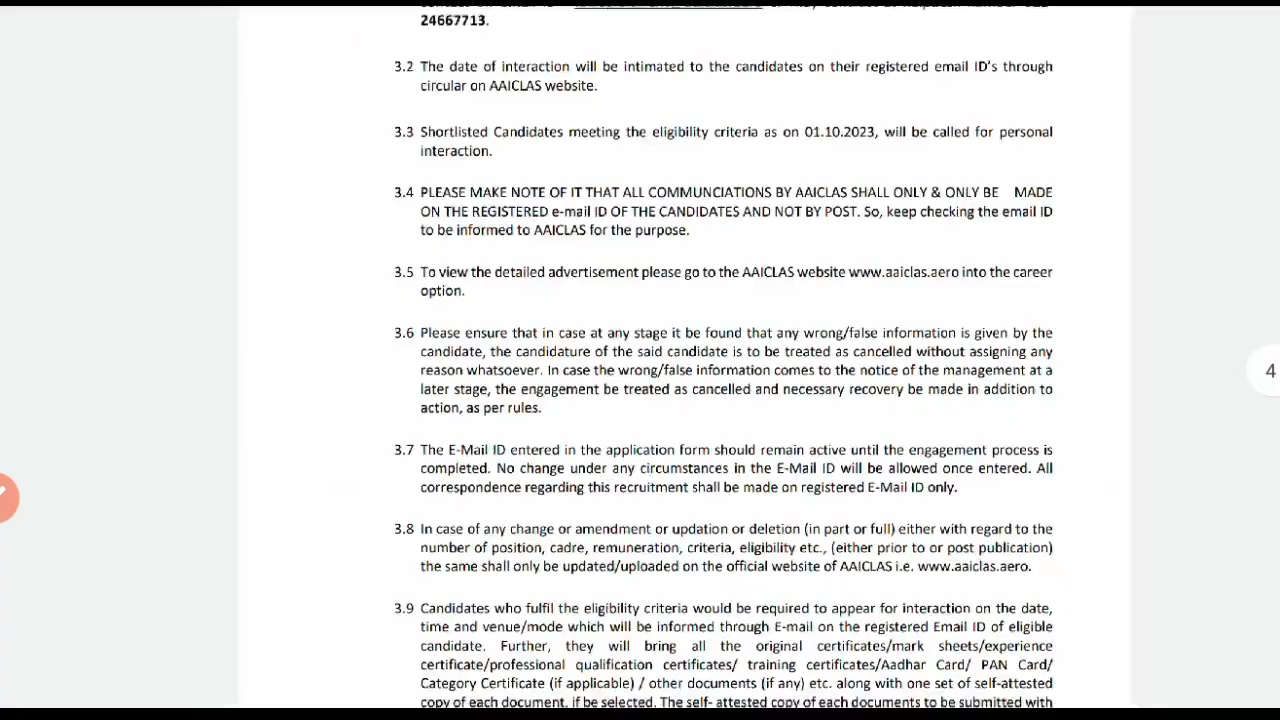 24667713.
3.2 The date of interaction will be intimated to the candidates on their registered email ID's through
circular on AAICLAS website.
3.3 Shortlisted Candidates meeting the eligibility criteria as on 01.10.2023, will be called for personal
interaction.
3.4 PLEASE MAKE NOTE OF IT THAT ALL COMMUNCIATIONS BY AAICLAS SHALL ONLY & ONLY BE MADE
ON THE REGISTERED e-mail ID OF THE CANDIDATES AND NOT BY POST. So, keep checking the email ID
to be informed to AAICLAS for the purpose.
3.5 To view the detailed advertisement please go to the AAICLAS website www.aaiclas.aero into the career
option.
3.6 Please ensure that in case at any stage it be found that any wrong/false information is given by the
candidate, the candidature of the said candidate is to be treated as cancelled without assigning any
reason whatsoever. In case the wrong/false information comes to the notice of the management at a
later stage, the engagement be treated as cancelled and necessary recovery be made in addition to
action, as per rules.
4
3.7 The E-Mail ID entered in the application form should remain active until the engagement process is
completed. No change under any circumstances in the E-Mail ID will be allowed once entered. All
correspondence regarding this recruitment shall be made on registered E-Mail ID only.
3.8 In case of any change or amendment or updation or deletion (in part or full) either with regard to the
number of position, cadre, remuneration, criteria, eligibility etc., (either prior to or post publication)
the same shall only be updated/uploaded on the official website of AAICLAS i.e. www.aaiclas.aero.
3.9 Candidates who fulfil the eligibility criteria would be required to appear for interaction on the date,
time and venue/mode which will be informed through E-mail on the registered Email ID of eligible
candidate. Further, they will bring all the original certificates/mark sheets/experience
certificate/professional qualification certificates/ training certificates/Aadhar Card/ PAN Card/
Category Certificate (if applicable) / other documents (if any) etc. along with one set of self-attested
copy of each document, if be selected. The self- attested copy of each documents to be submitted with